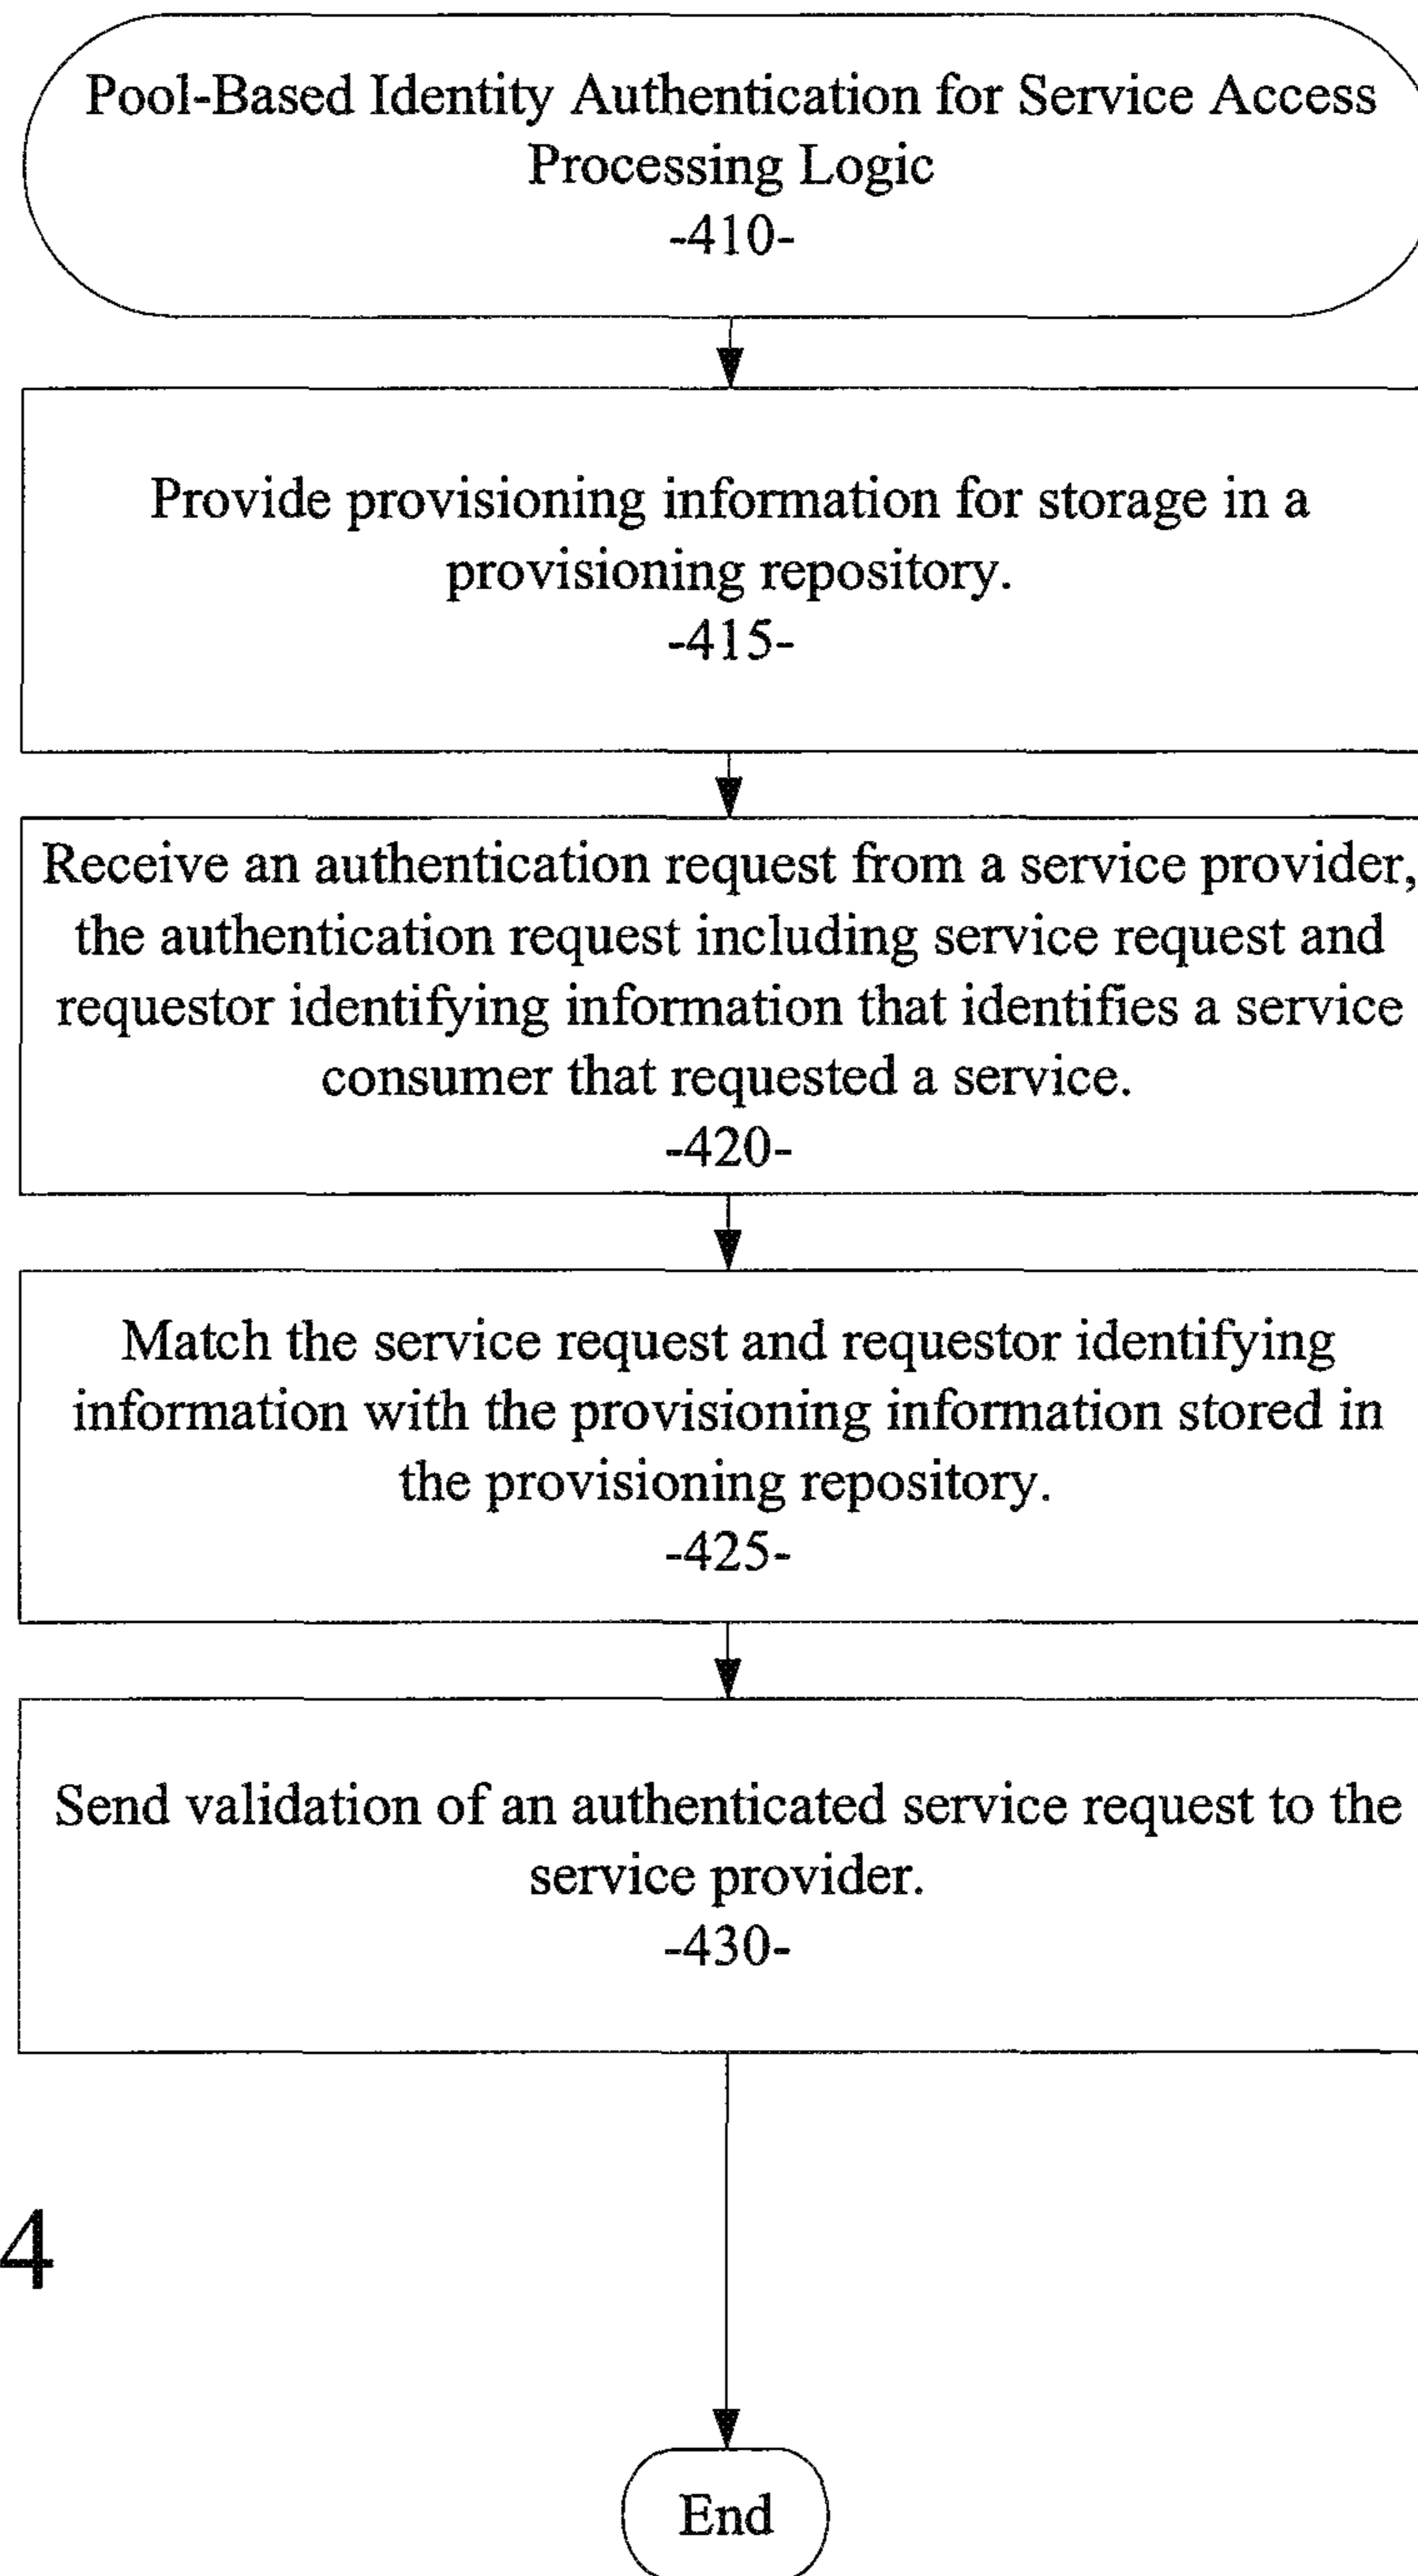 Pool-Based Identity Authentication for Service Access
Processing Logic
-410-
Provide provisioning information for storage in a
provisioning repository.
-415-
Receive an authentication request from a service provider,
the authentication request including service request and
requestor identifying information that identifies a service
consumer that requested a service.
-420-
Match the service request and requestor identifying
information with the provisioning information stored in
the provisioning repository.
-425-
Send validation of an authenticated service request to the
service provider.
-430-
4
End